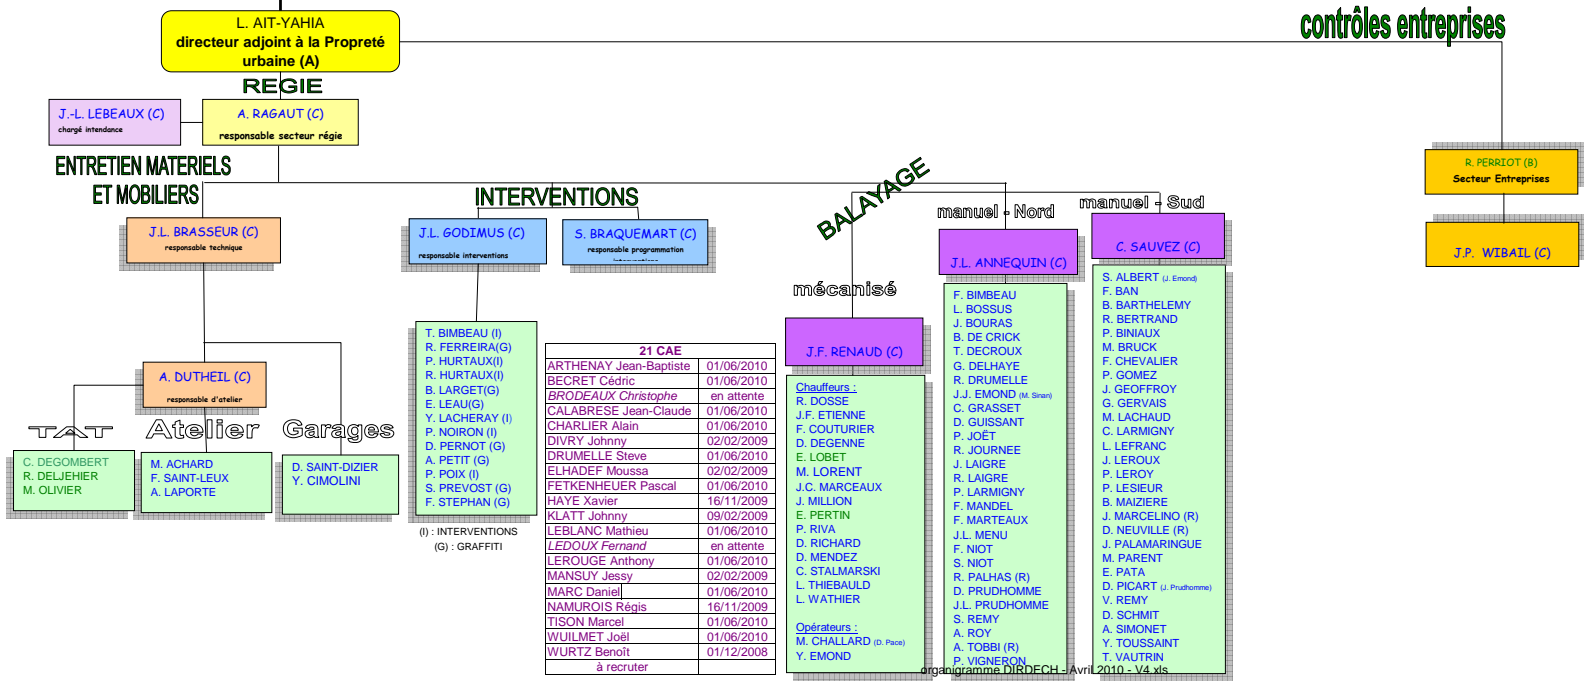 L. AIT-YAHIA
directeur adjoint à la Propreté
urbaine (A)
contrôles entreprises
REGIE
J.-L. LEBEAUX (C)
chargé intendance
A. RAGAUT (C)
responsable secteur régie
R. PERRIOT (B)
Secteur Entreprises
J.P. WIBAIL (C)
ENTRETIEN MATERIELS
ET MOBILIERS
J.L. BRASSEUR (C)
responsable technique
A. DUTHEIL (C)
responsable d'atelier
TAT
C. DEGOMBERT
R. DELJEHIER
M. OLIVIER
Atelier
M. ACHARD
F. SAINT-LEUX
A. LAPORTE
Garages
D. SAINT-DIZIER
Y. CIMOLINI
INTERVENTIONS
J.L. GODIMUS (C)
responsable interventions
S. BRAQUEMART (C)
responsable programmation
T. BIMBEAU (I)
R. FERREIRA(G)
P. HURTAUX(I)
R. HURTAUX(I)
B. LARGET(G)
E. LEAU(G)
Y. LACHERAY (I)
P. NOIRON (I)
D. PERNOT (G)
A. PETIT (G)
P. POIX (I)
S. PREVOST (G)
F. STEPHAN (G)
(I) : INTERVENTIONS
(G) : GRAFFITI
21 CAE
ARTHENAY Jean-Baptiste 01/06/2010
BECRET Cédric 01/06/2010
BRODEAUX Christophe en attente
CALABRESE Jean-Claude 01/06/2010
CHARLIER Alain 01/06/2010
DIVRY Johnny 02/02/2009
DRUMELLE Steve 01/06/2010
ELHADEF Moussa 02/02/2009
FETKENHEUER Pascal 01/06/2010
HAYE Xavier 16/11/2009
KLATT Johnny 09/02/2009
LEBLANC Mathieu 01/06/2010
LEDOUX Fernand en attente
LEROUGE Anthony 01/06/2010
MANSUY Jessy 02/02/2009
MARC Daniel 01/06/2010
NAMUROIS Régis 16/11/2009
TISON Marcel 01/06/2010
WUILMET Joël 01/06/2010
WURTZ Benoît 01/12/2008
à recruter
BALAYAGE
mécanisé
J.F. RENAUD (C)
Chauffeurs :
R. DOSSE
J.F. ETIENNE
F. COUTURIER
D. DEGENNE
E. LOBET
M. LORENT
J.C. MARCEAUX
J. MILLION
E. PERTIN
P. RIVA
D. RICHARD
D. MENDEZ
C. STALMARSKI
L. THIEBAULD
L. WATHIER
Opérateurs :
M. CHALLARD (D. Pace)
Y. EMOND
manuel - Nord
J.L. ANNEQUIN (C)
F. BIMBEAU
L. BOSSUS
J. BOURAS
B. DE CRICK
T. DECROUX
G. DELHAYE
R. DRUMELLE
J.J. EMOND (M. Sinan)
C. GRASSET
D. GUISSANT
P. JOËT
R. JOURNEE
J. LAIGRE
R. LAIGRE
P. LARMIGNY
F. MANDEL
F. MARTEAUX
J.L. MENU
F. NIOT
S. NIOT
R. PALHAS (R)
D. PRUDHOMME
J.L. PRUDHOMME
S. REMY
A. ROY
A. TOBBI (R)
P. VIGNERON
manuel - Sud
C. SAUVEZ (C)
S. ALBERT (J. Emond)
F. BAN
B. BARTHELEMY
R. BERTRAND
P. BINIAUX
M. BRUCK
F. CHEVALIER
P. GOMEZ
J. GEOFFROY
G. GERVAIS
M. LACHAUD
C. LARMIGNY
L. LEFRANC
J. LEROUX
P. LEROY
P. LESIEUR
B. MAIZIERE
J. MARCELINO (R)
D. NEUVILLE (R)
J. PALAMARINGUE
M. PARENT
E. PATA
D. PICART (J. Prudhomme)
V. REMY
D. SCHMIT
A. SIMONET
Y. TOUSSAINT
T. VAUTRIN
organigramme DIRDECH - Avril 2010 - V4.xls